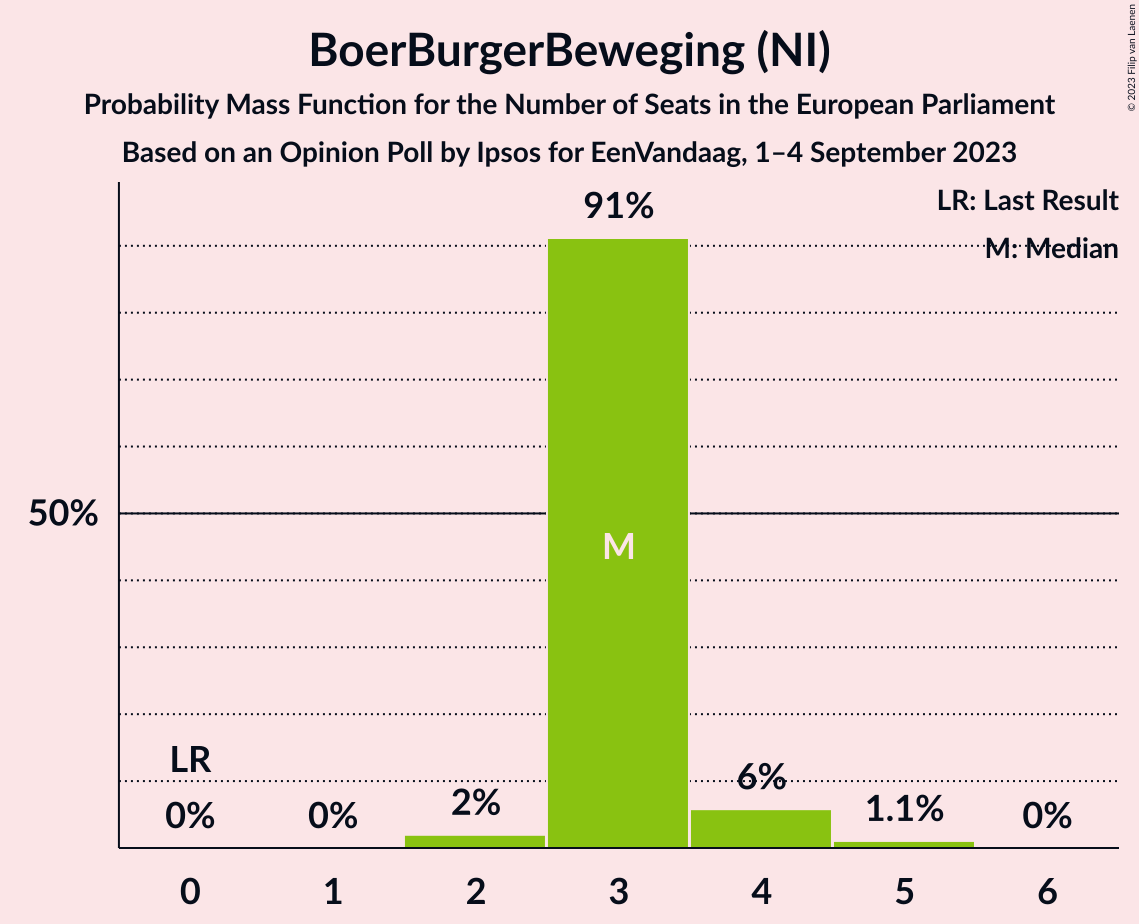 BoerBurgerBeweging (NI)
Probability Mass Function for the Number of Seats in the European Parliament
Based on an Opinion Poll by Ipsos for EenVandaag, 1–4 September 2023
© 2023 Filip van Laenen
LR: Last Result
M: Median
91%
50%
M
LR
0%
0%
2%
6%
1.1%
0%
0 1 2 3 4 5 6